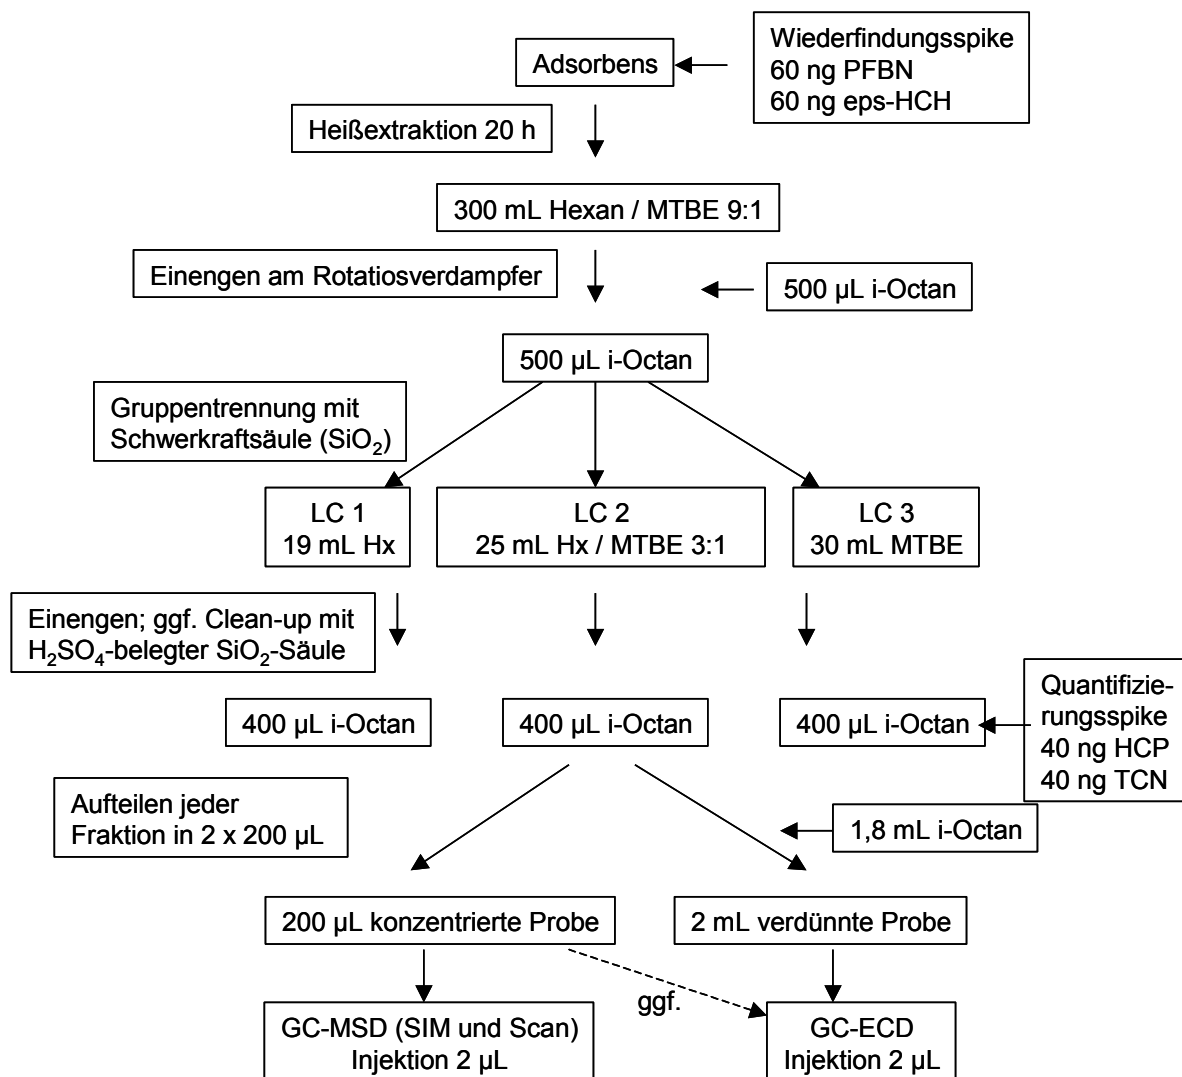 Adsorbens
Wiederfindungsspike
60 ng PFBN
60 ng eps-HCH
Heißextraktion 20 h
300 mL Hexan / MTBE 9:1
Einengen am Rotatiosverdampfer
500 µL i-Octan
500 µL i-Octan
Gruppentrennung mit
Schwerkraftsäule (SiO₂)
LC 1
19 mL Hx
LC 2
25 mL Hx / MTBE 3:1
LC 3
30 mL MTBE
Einengen; ggf. Clean-up mit
H₂SO₄-belegter SiO₂-Säule
400 µL i-Octan
400 µL i-Octan
400 µL i-Octan
Quantifizie-
rungsspike
40 ng HCP
40 ng TCN
Aufteilen jeder
Fraktion in 2 x 200 µL
1,8 mL i-Octan
200 µL konzentrierte Probe
2 mL verdünnte Probe
ggf.
GC-MSD (SIM und Scan)
Injektion 2 µL
GC-ECD
Injektion 2 µL